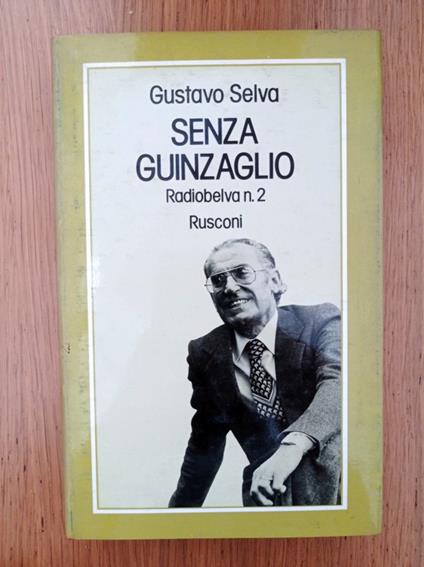 Gustavo Selva
SENZA
GUINZAGLIO
Radiobelva n. 2
Rusconi